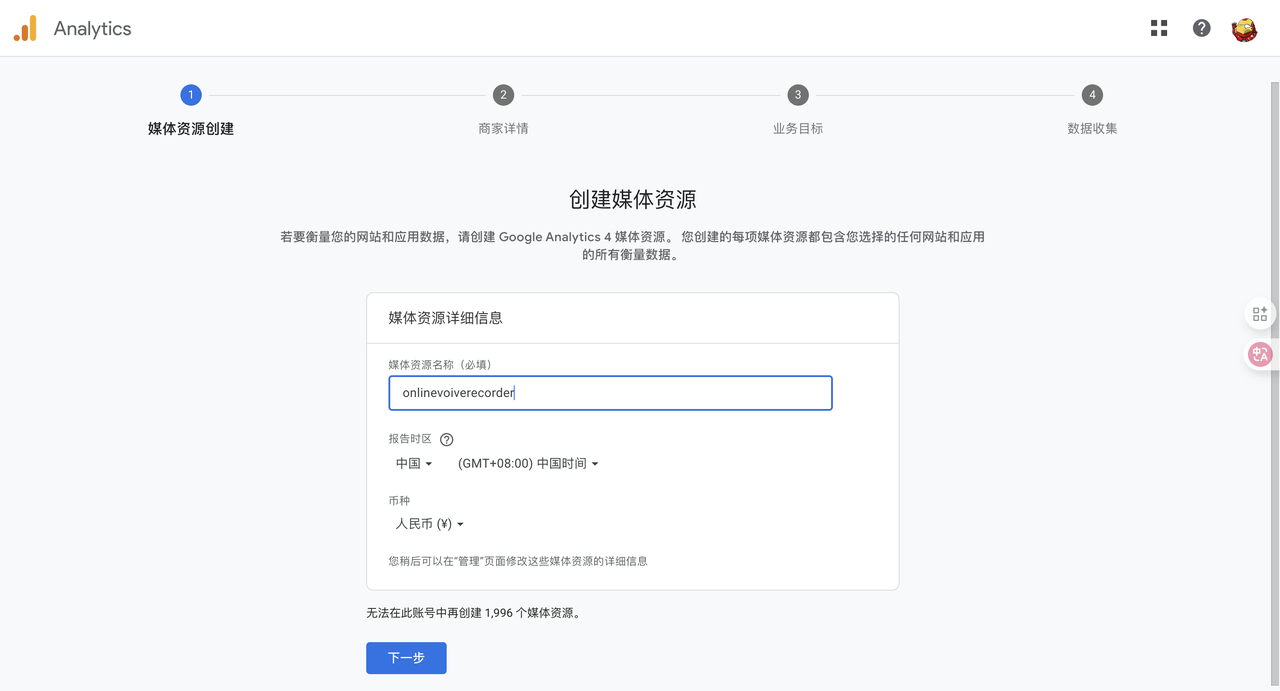 Analytics
1 2 3 4
媒体资源创建 商家详情 业务目标 数据收集
创建媒体资源
若要衡量您的网站和应用数据，请创建 Google Analytics 4 媒体资源。 您创建的每项媒体资源都包含您选择的任何网站和应用
的所有衡量数据。
媒体资源详细信息
媒体资源名称（必填）
onlinevoiverecorder
报告时区
中国 (GMT+08:00) 中国时间
币种
人民币 (¥)
您稍后可以在"管理"页面修改这些媒体资源的详细信息
无法在此账号中再创建 1,996 个媒体资源。
下一步